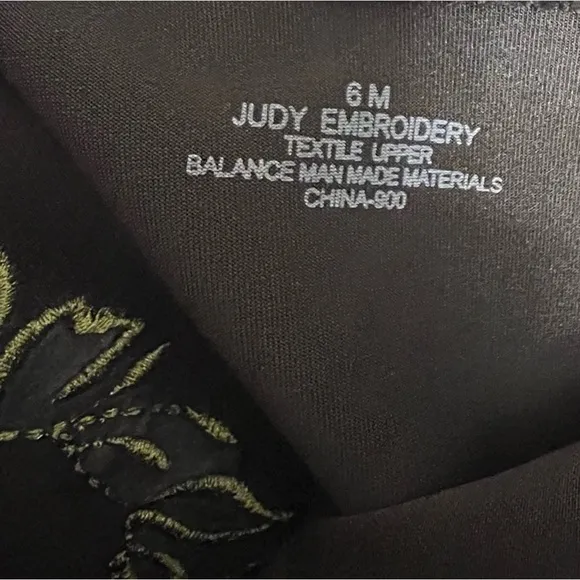 6 M
JUDY EMBROIDERY
TEXTILE UPPER
BALANCE MAN MADE MATERIALS
CHINA-900